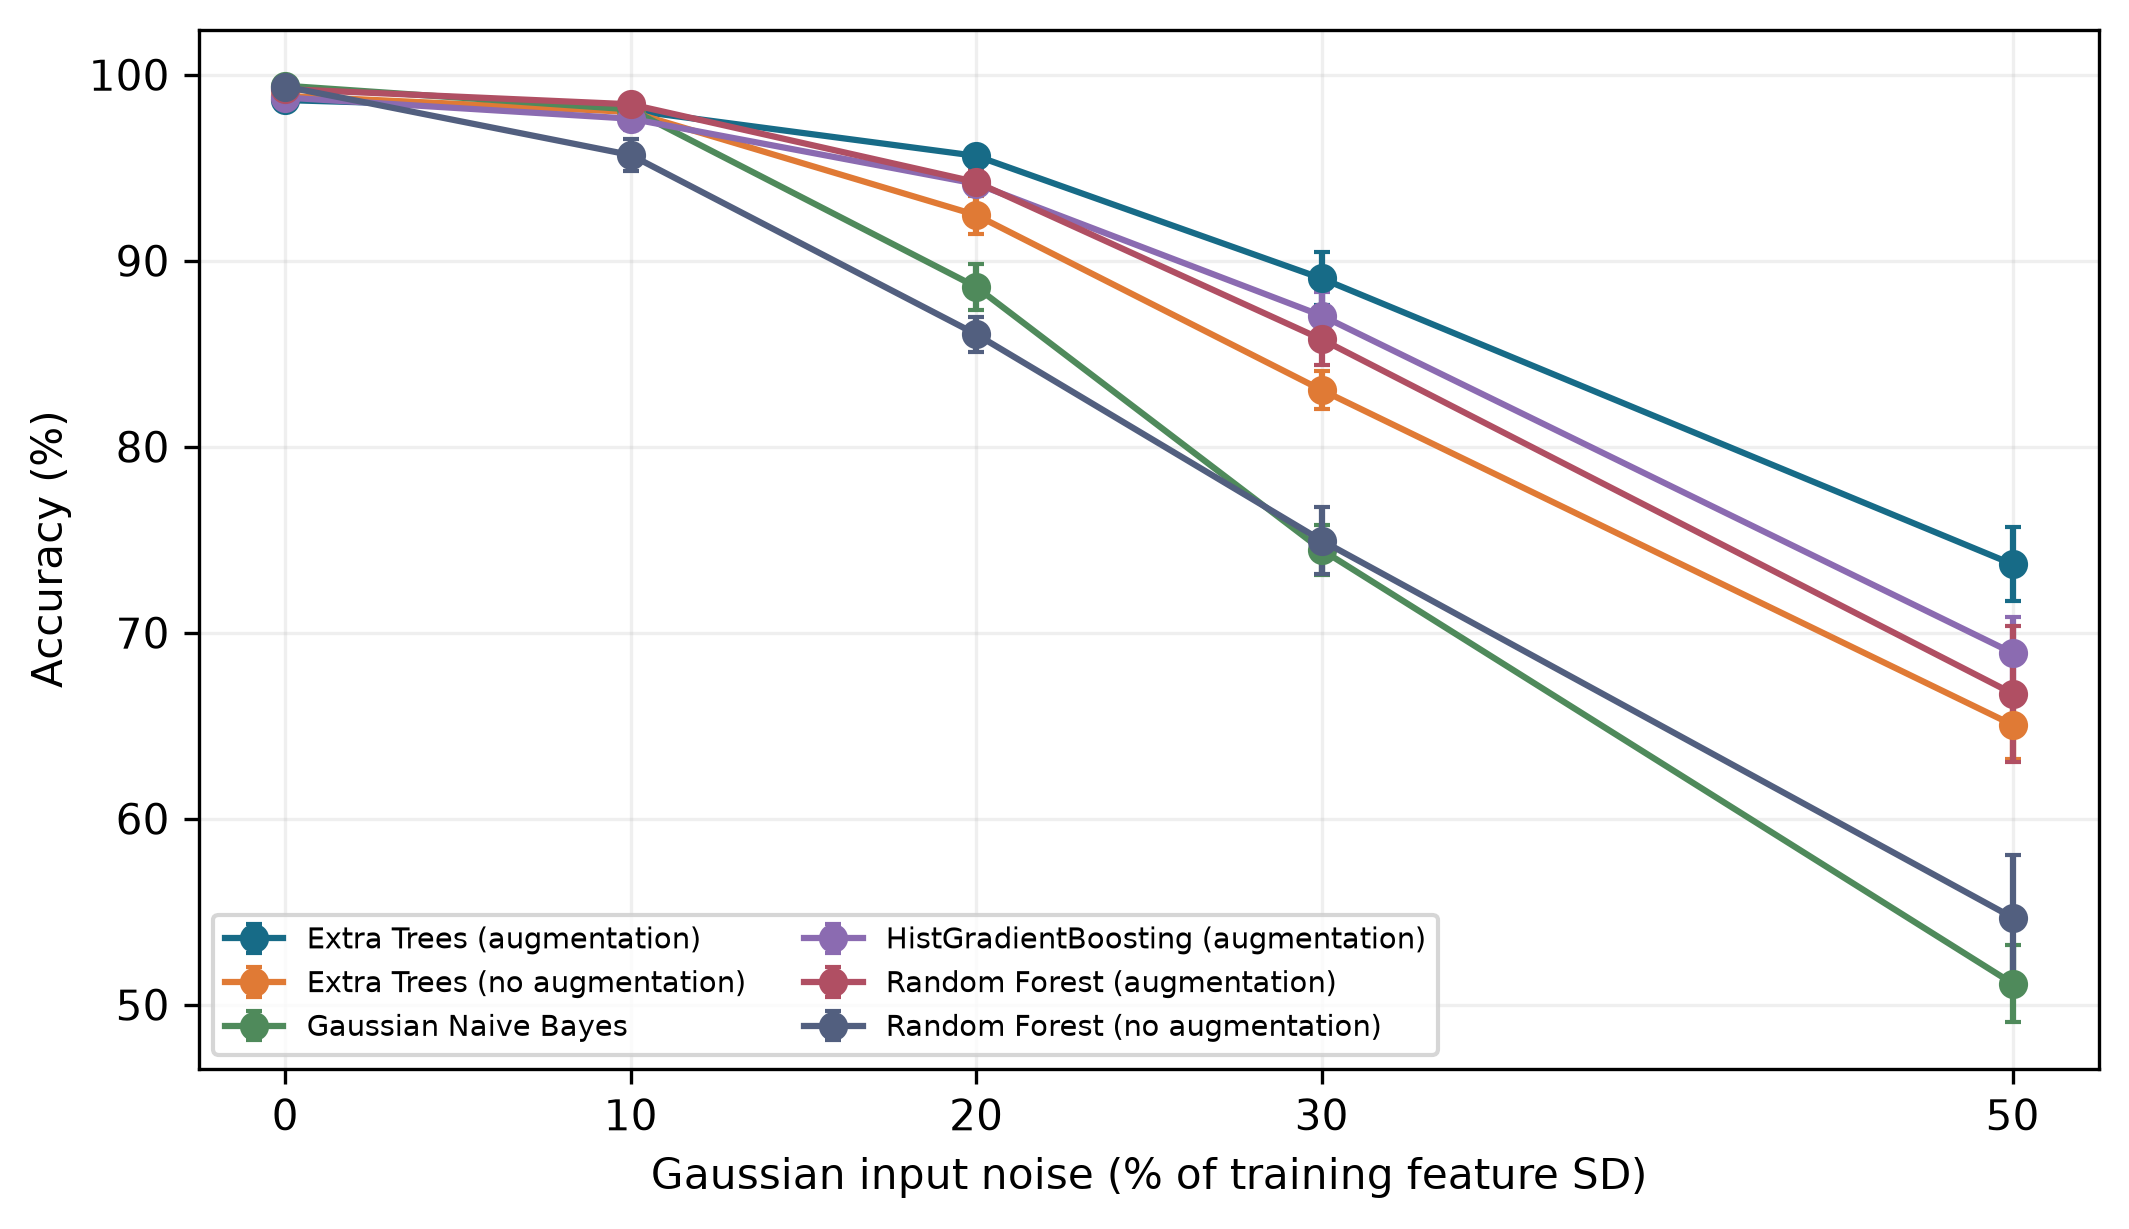 100
90
80
70
60
50
Accuracy (%)
Extra Trees (augmentation)
Extra Trees (no augmentation)
Gaussian Naive Bayes
HistGradientBoosting (augmentation)
Random Forest (augmentation)
Random Forest (no augmentation)
0 10 20 30 50
Gaussian input noise (% of training feature SD)